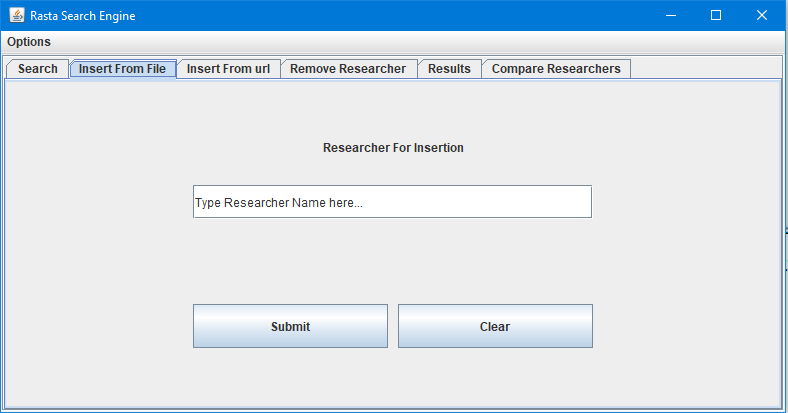 Rasta Search Engine
Options
Search Insert From File Insert From url Remove Researcher Results Compare Researchers
Researcher For Insertion
Type Researcher Name here...
Submit Clear